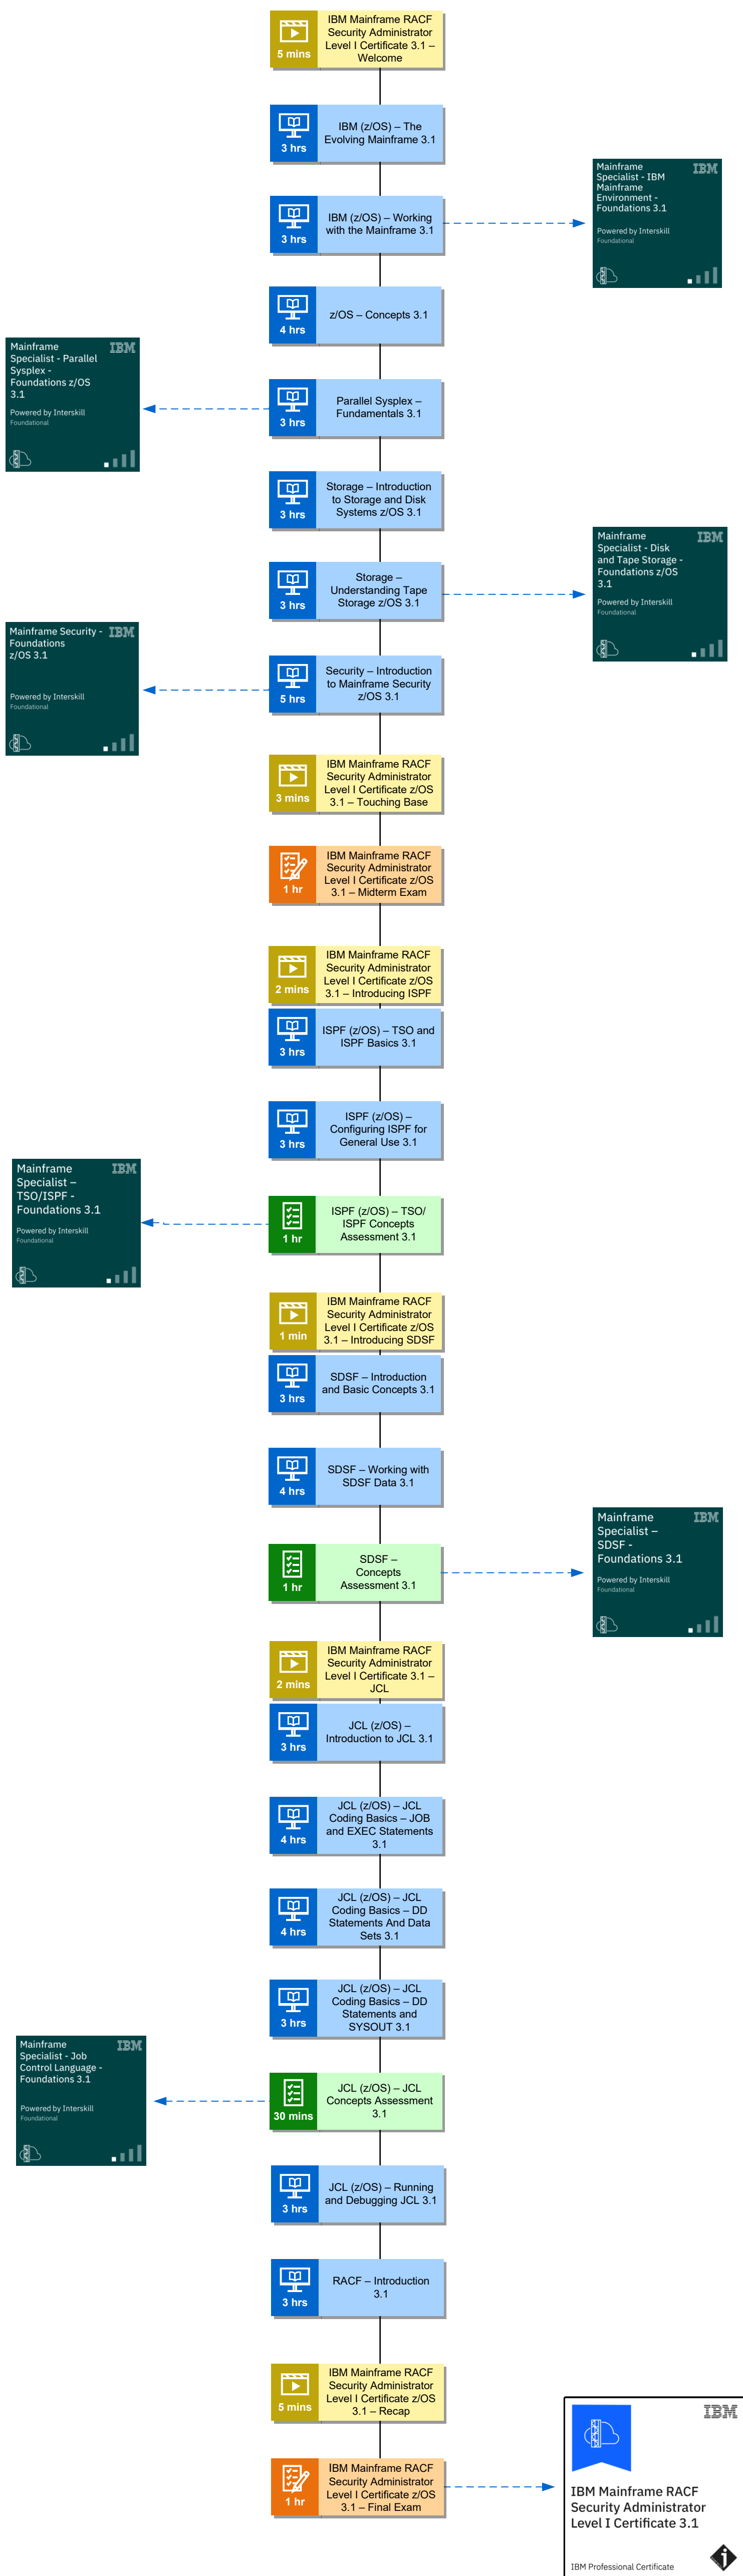 IBM Mainframe RACF
Security Administrator
Level I Certificate 3.1 –
Welcome
5 mins
IBM (z/OS) – The
Evolving Mainframe 3.1
3 hrs
IBM (z/OS) – Working
with the Mainframe 3.1
3 hrs
Mainframe
Specialist - IBM
Mainframe
Environment -
Foundations 3.1
IBM
Powered by Interskill
Foundational
z/OS – Concepts 3.1
4 hrs
Mainframe
Specialist - Parallel
Sysplex -
Foundations z/OS
3.1
IBM
Powered by Interskill
Foundational
Parallel Sysplex –
Fundamentals 3.1
3 hrs
Storage – Introduction
to Storage and Disk
Systems z/OS 3.1
3 hrs
Storage –
Understanding Tape
Storage z/OS 3.1
3 hrs
Mainframe
Specialist - Disk
and Tape Storage -
Foundations z/OS
3.1
IBM
Powered by Interskill
Foundational
Mainframe Security -
Foundations
z/OS 3.1
IBM
Powered by Interskill
Foundational
Security – Introduction
to Mainframe Security
z/OS 3.1
5 hrs
IBM Mainframe RACF
Security Administrator
Level I Certificate z/OS
3.1 – Touching Base
3 mins
IBM Mainframe RACF
Security Administrator
Level I Certificate z/OS
3.1 – Midterm Exam
1 hr
IBM Mainframe RACF
Security Administrator
Level I Certificate z/OS
3.1 – Introducing ISPF
2 mins
ISPF (z/OS) – TSO and
ISPF Basics 3.1
3 hrs
ISPF (z/OS) –
Configuring ISPF for
General Use 3.1
3 hrs
Mainframe
Specialist –
TSO/ISPF -
Foundations 3.1
IBM
Powered by Interskill
Foundational
ISPF (z/OS) – TSO/
ISPF Concepts
Assessment 3.1
1 hr
IBM Mainframe RACF
Security Administrator
Level I Certificate z/OS
3.1 – Introducing SDSF
1 min
SDSF – Introduction
and Basic Concepts 3.1
3 hrs
SDSF – Working with
SDSF Data 3.1
4 hrs
SDSF –
Concepts
Assessment 3.1
1 hr
Mainframe
Specialist –
SDSF -
Foundations 3.1
IBM
Powered by Interskill
Foundational
IBM Mainframe RACF
Security Administrator
Level I Certificate 3.1 –
JCL
2 mins
JCL (z/OS) –
Introduction to JCL 3.1
3 hrs
JCL (z/OS) – JCL
Coding Basics – JOB
and EXEC Statements
3.1
4 hrs
JCL (z/OS) – JCL
Coding Basics – DD
Statements And Data
Sets 3.1
4 hrs
JCL (z/OS) – JCL
Coding Basics – DD
Statements and
SYSOUT 3.1
3 hrs
Mainframe
Specialist - Job
Control Language -
Foundations 3.1
IBM
Powered by Interskill
Foundational
JCL (z/OS) – JCL
Concepts Assessment
3.1
30 mins
JCL (z/OS) – Running
and Debugging JCL 3.1
3 hrs
RACF – Introduction
3.1
3 hrs
IBM Mainframe RACF
Security Administrator
Level I Certificate z/OS
3.1 – Recap
5 mins
IBM Mainframe RACF
Security Administrator
Level I Certificate z/OS
3.1 – Final Exam
1 hr
IBM
IBM Mainframe RACF
Security Administrator
Level I Certificate 3.1
IBM Professional Certificate
i